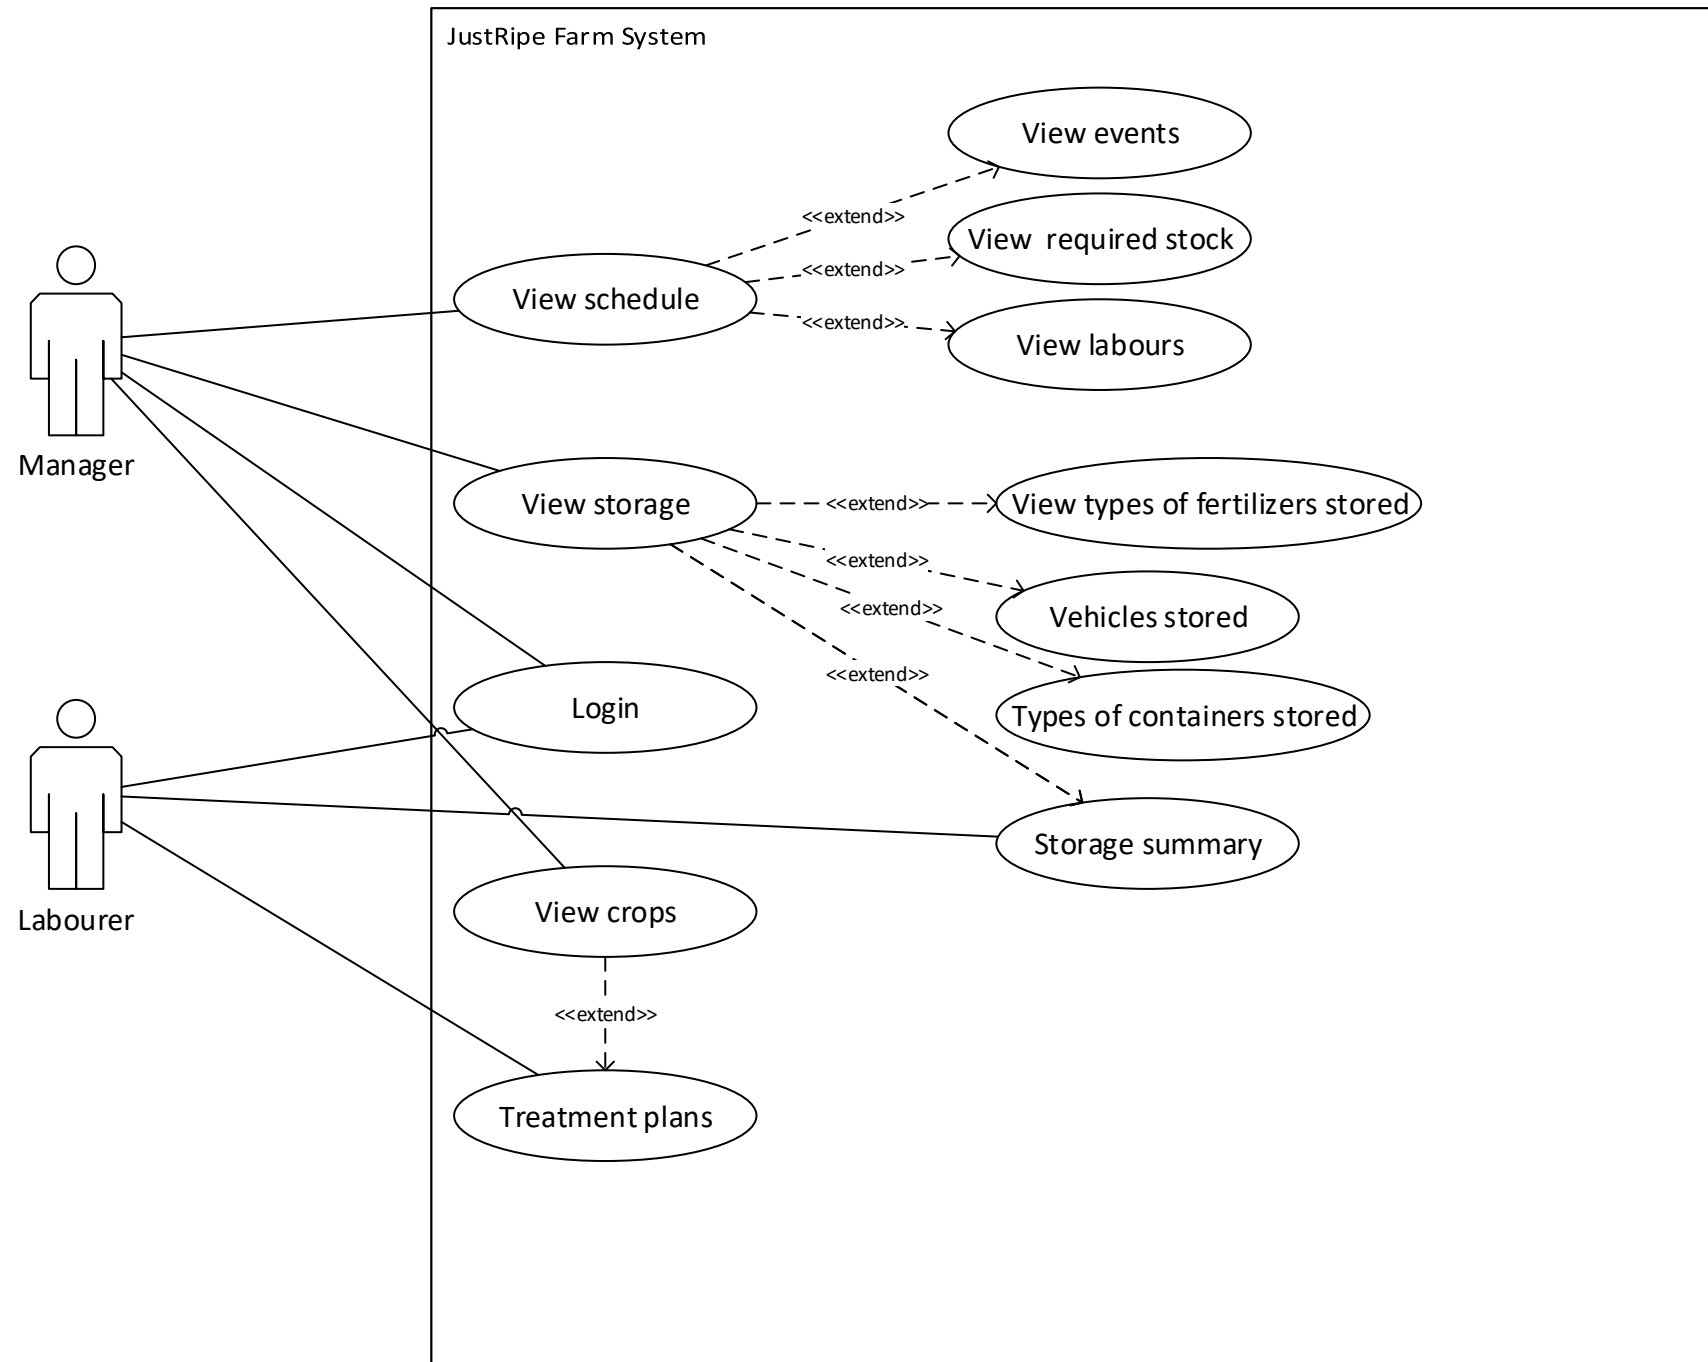 JustRipe Farm System
View events
<<extend>>
View  required stock
<<extend>>
View schedule
<<extend>>
View labours
Manager
View storage
<<extend>>
View types of fertilizers stored
<<extend>>
Vehicles stored
<<extend>>
Types of containers stored
<<extend>>
Login
Storage summary
Labourer
View crops
<<extend>>
Treatment plans